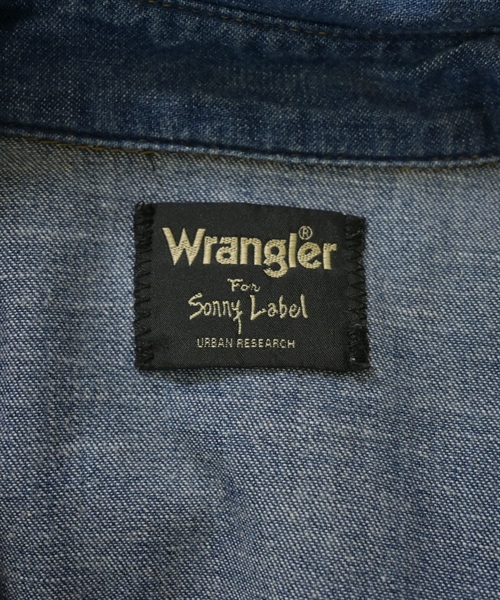 Wrangler®
For
Sonny Label
URBAN RESEARCH